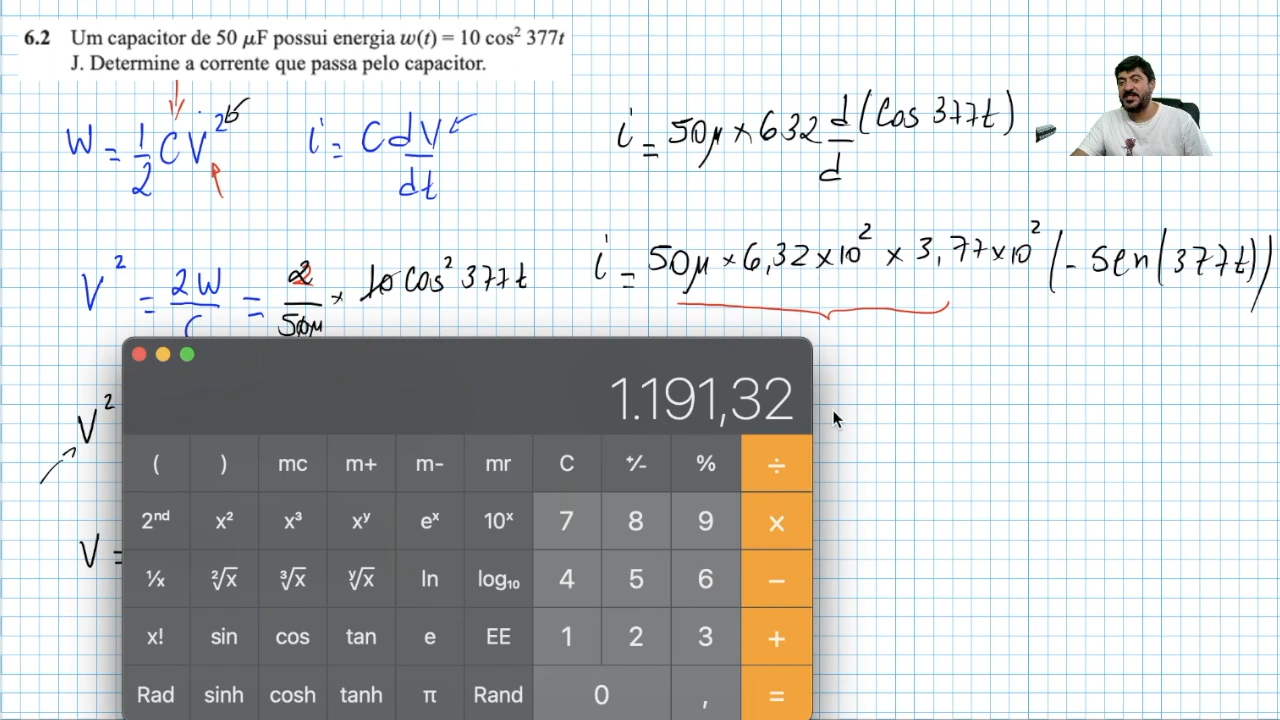 6.2 Um capacitor de 50 μF possui energia w(t) = 10 cos² 377t
J. Determine a corrente que passa pelo capacitor.
W = 1/2 CV²
i = C dV/dt
i = 50μ × 632 d/d (Cos 377t)
V² = 2W/C = 2/50μ × 10 Cos² 377t
i = 50μ × 6,32 × 10² × 3,77 × 10² (- Sen(377t))
V²
V =
1.191,32
( ) mc m+ m- mr C +/- % ÷
2nd x² x³ xʸ eˣ 10ˣ 7 8 9 ×
1/x ²√x ³√x ʸ√x ln log₁₀ 4 5 6 −
x! sin cos tan e EE 1 2 3 +
Rad sinh cosh tanh π Rand 0 , =